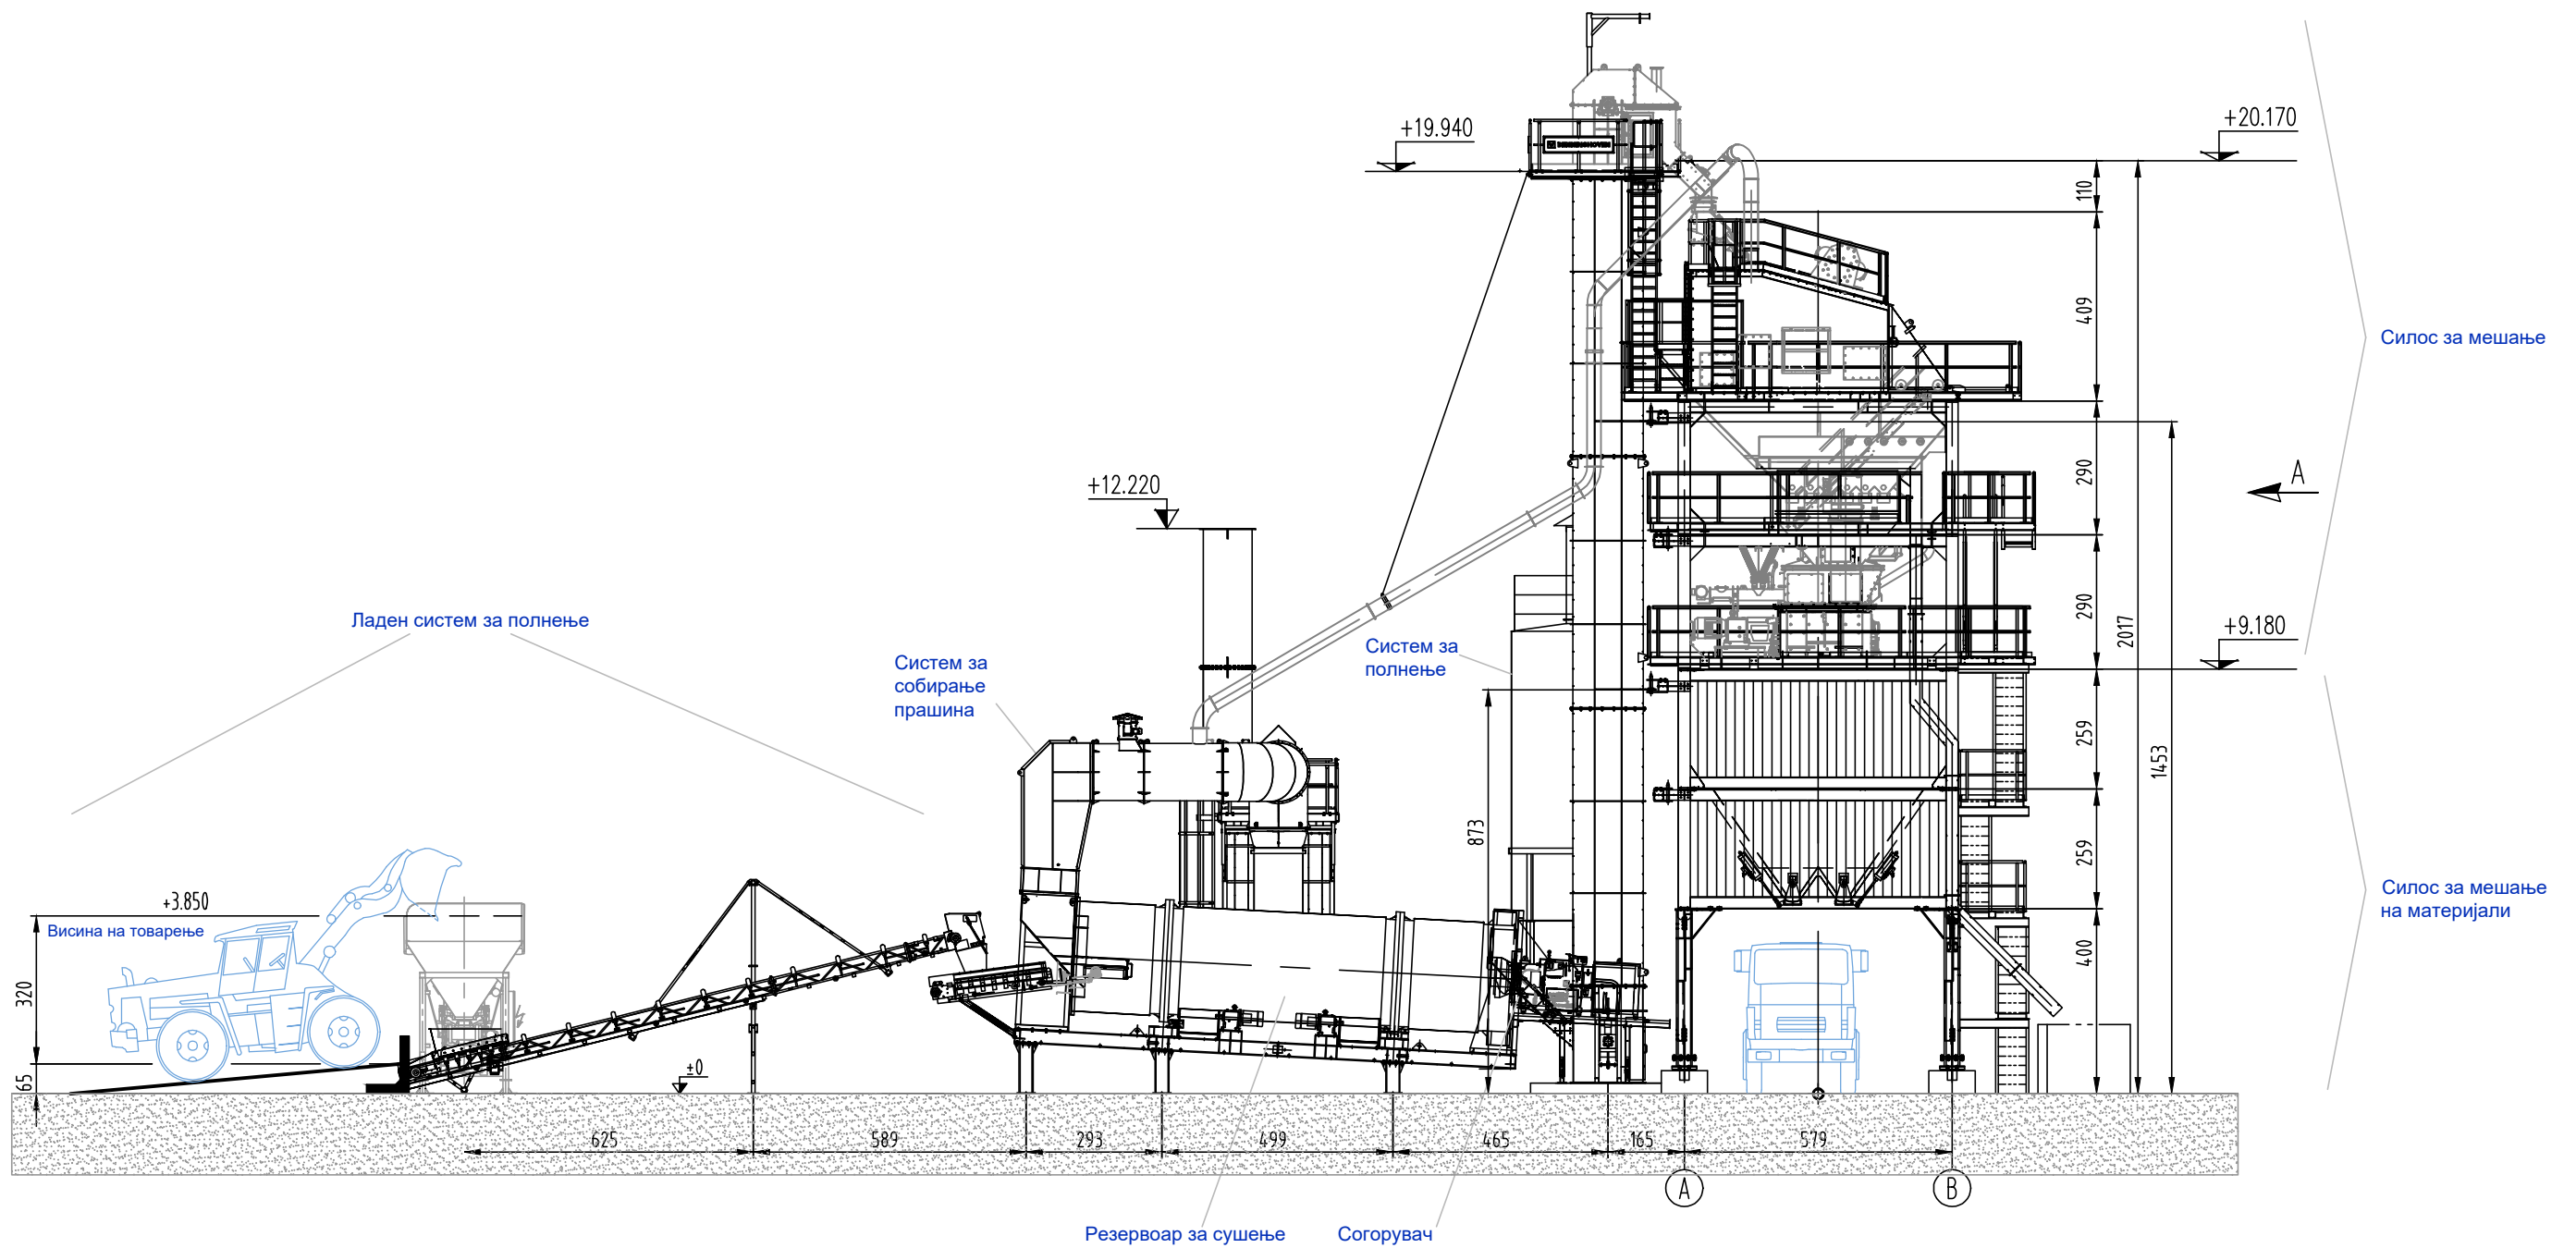 +19.940
+20.170
BENNINGHOVEN
110
409
Силос за мешање
290
A
+12.220
290
2017
+9.180
Ладен систем за полнење
Систем за
собирање
прашина
Систем за
полнење
259
1453
873
259
+3.850
Висина на товарење
Силос за мешање
на материјали
400
320
65
±0
625
589
293
499
465
165
579
A
B
Резервоар за сушење
Согорувач